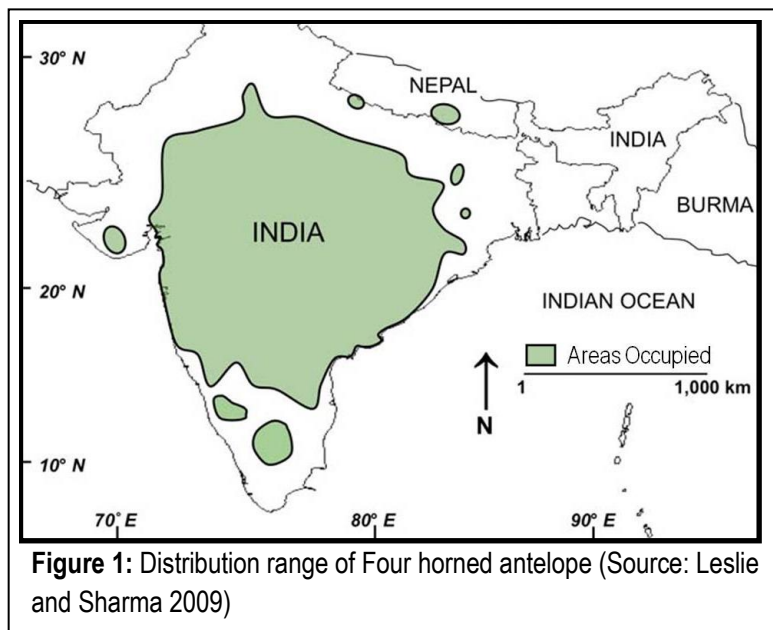 30° N
NEPAL
INDIA
BURMA
INDIA
20° N
INDIAN OCEAN
Areas Occupied
1 1,000 km
N
10° N
70° E 80° E 90° E
Figure 1: Distribution range of Four horned antelope (Source: Leslie
and Sharma 2009)